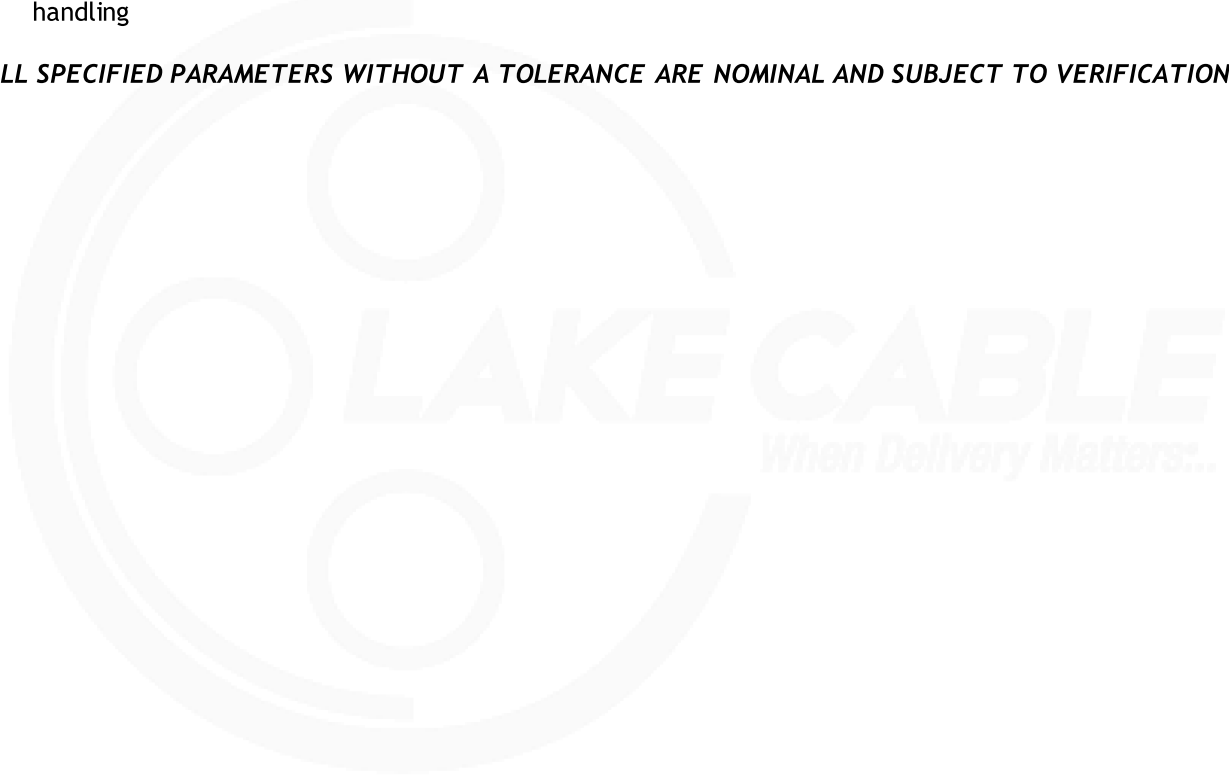 handling
LL SPECIFIED PARAMETERS WITHOUT A TOLERANCE ARE NOMINAL AND SUBJECT TO VERIFICATION
LAKE CABLE
When Delivery Matters...